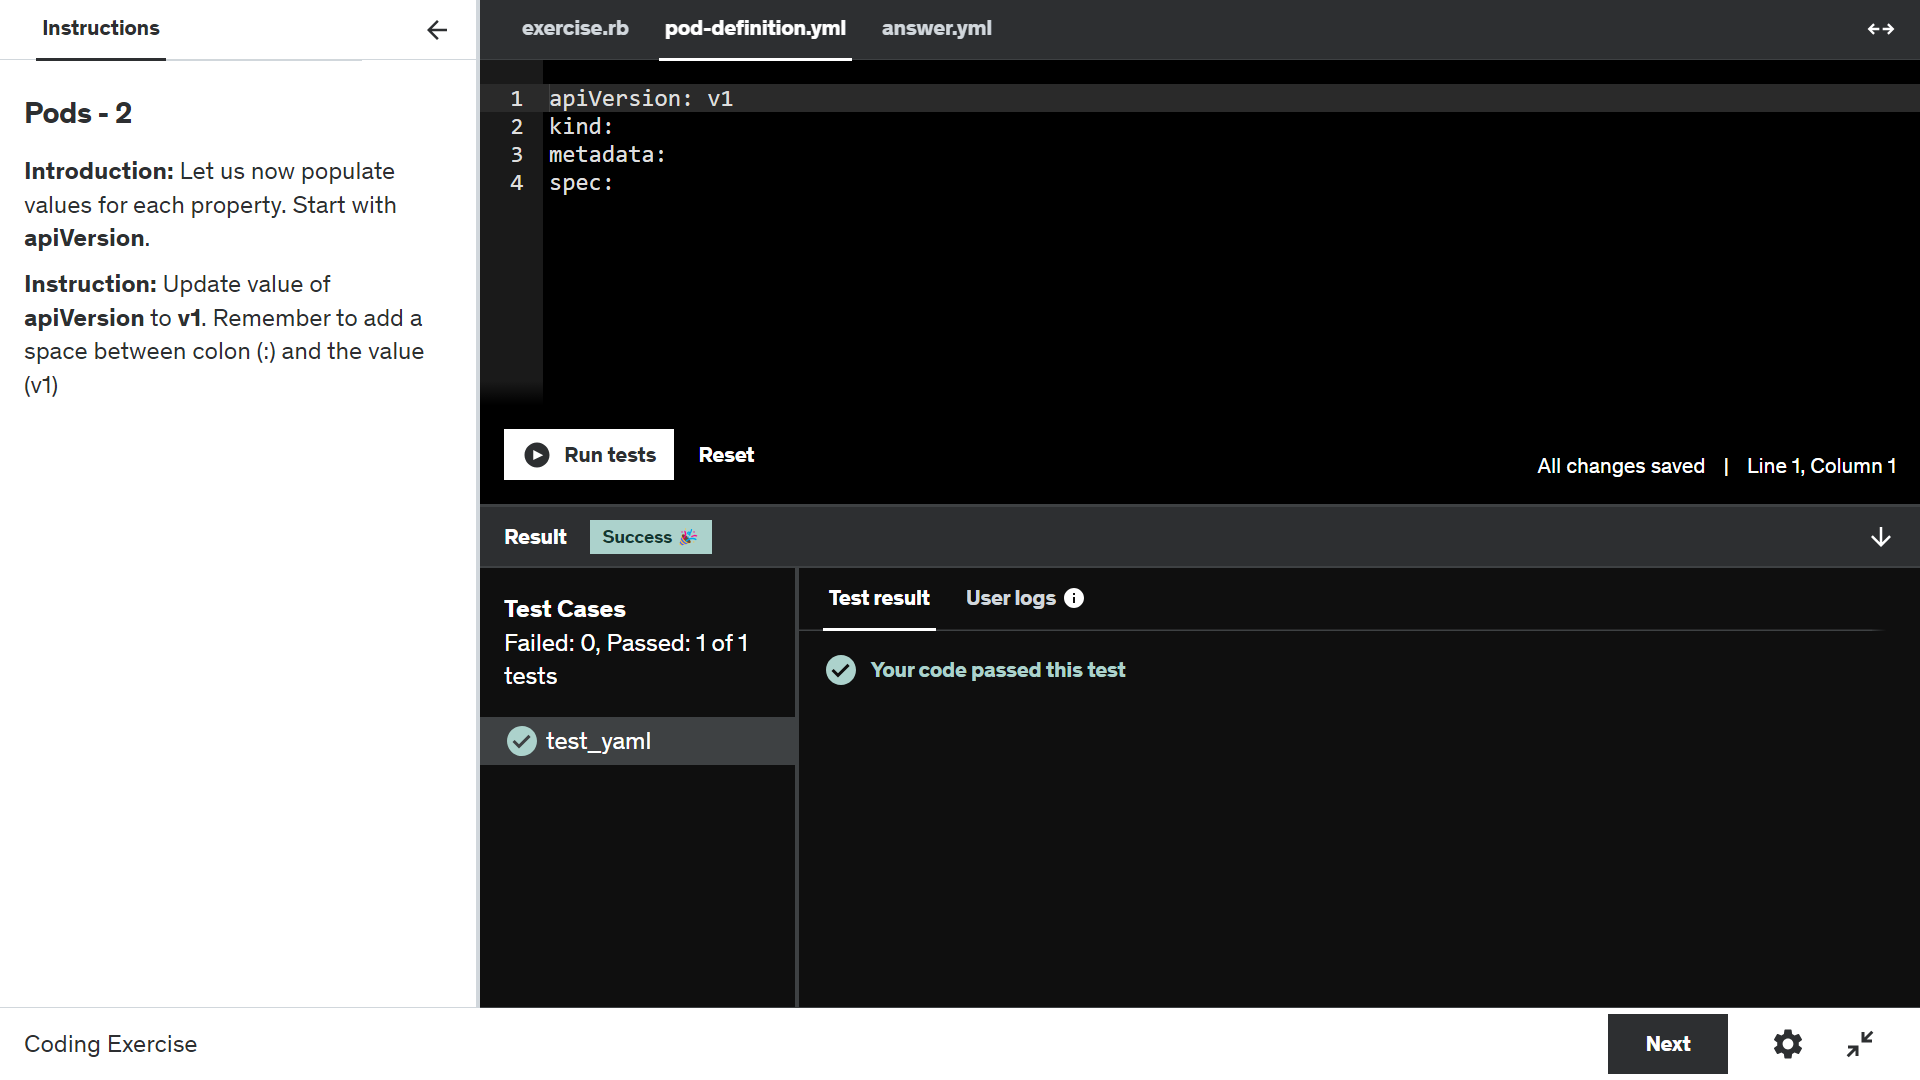 Instructions
exercise.rb pod-definition.yml answer.yml
Pods - 2
Introduction: Let us now populate
values for each property. Start with
apiVersion.
Instruction: Update value of
apiVersion to v1. Remember to add a
space between colon (:) and the value
(v1)
1 apiVersion: v1
2 kind:
3 metadata:
4 spec:
Run tests Reset
All changes saved | Line 1, Column 1
Result Success 🎉
Test Cases
Failed: 0, Passed: 1 of 1
tests
test_yaml
Test result User logs
Your code passed this test
Coding Exercise
Next